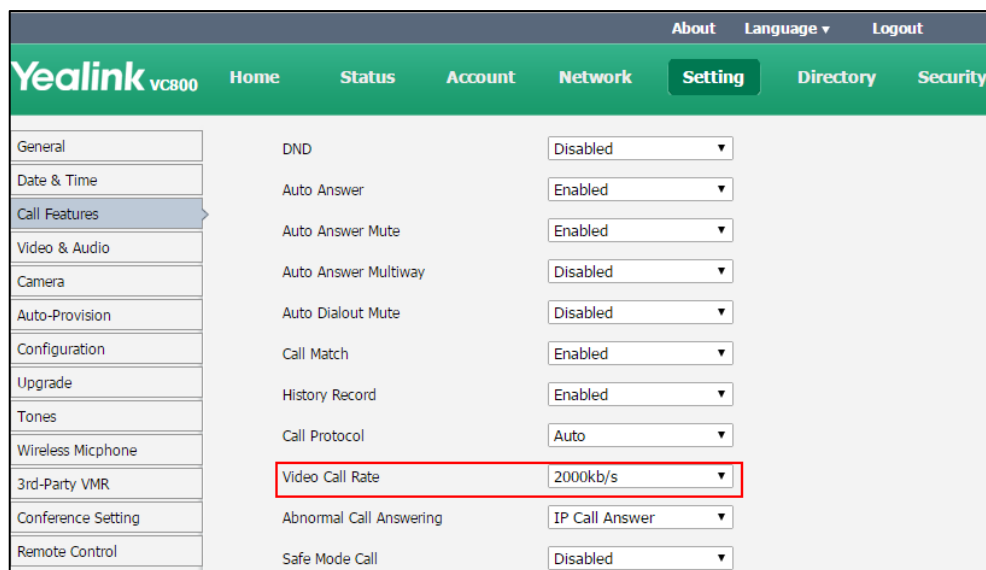 About Language ▾ Logout
Yealink VC800 Home Status Account Network Setting Directory Security
General
Date & Time
Call Features
Video & Audio
Camera
Auto-Provision
Configuration
Upgrade
Tones
Wireless Micphone
3rd-Party VMR
Conference Setting
Remote Control
DND Disabled
Auto Answer Enabled
Auto Answer Mute Enabled
Auto Answer Multiway Disabled
Auto Dialout Mute Disabled
Call Match Enabled
History Record Enabled
Call Protocol Auto
Video Call Rate 2000kb/s
Abnormal Call Answering IP Call Answer
Safe Mode Call Disabled